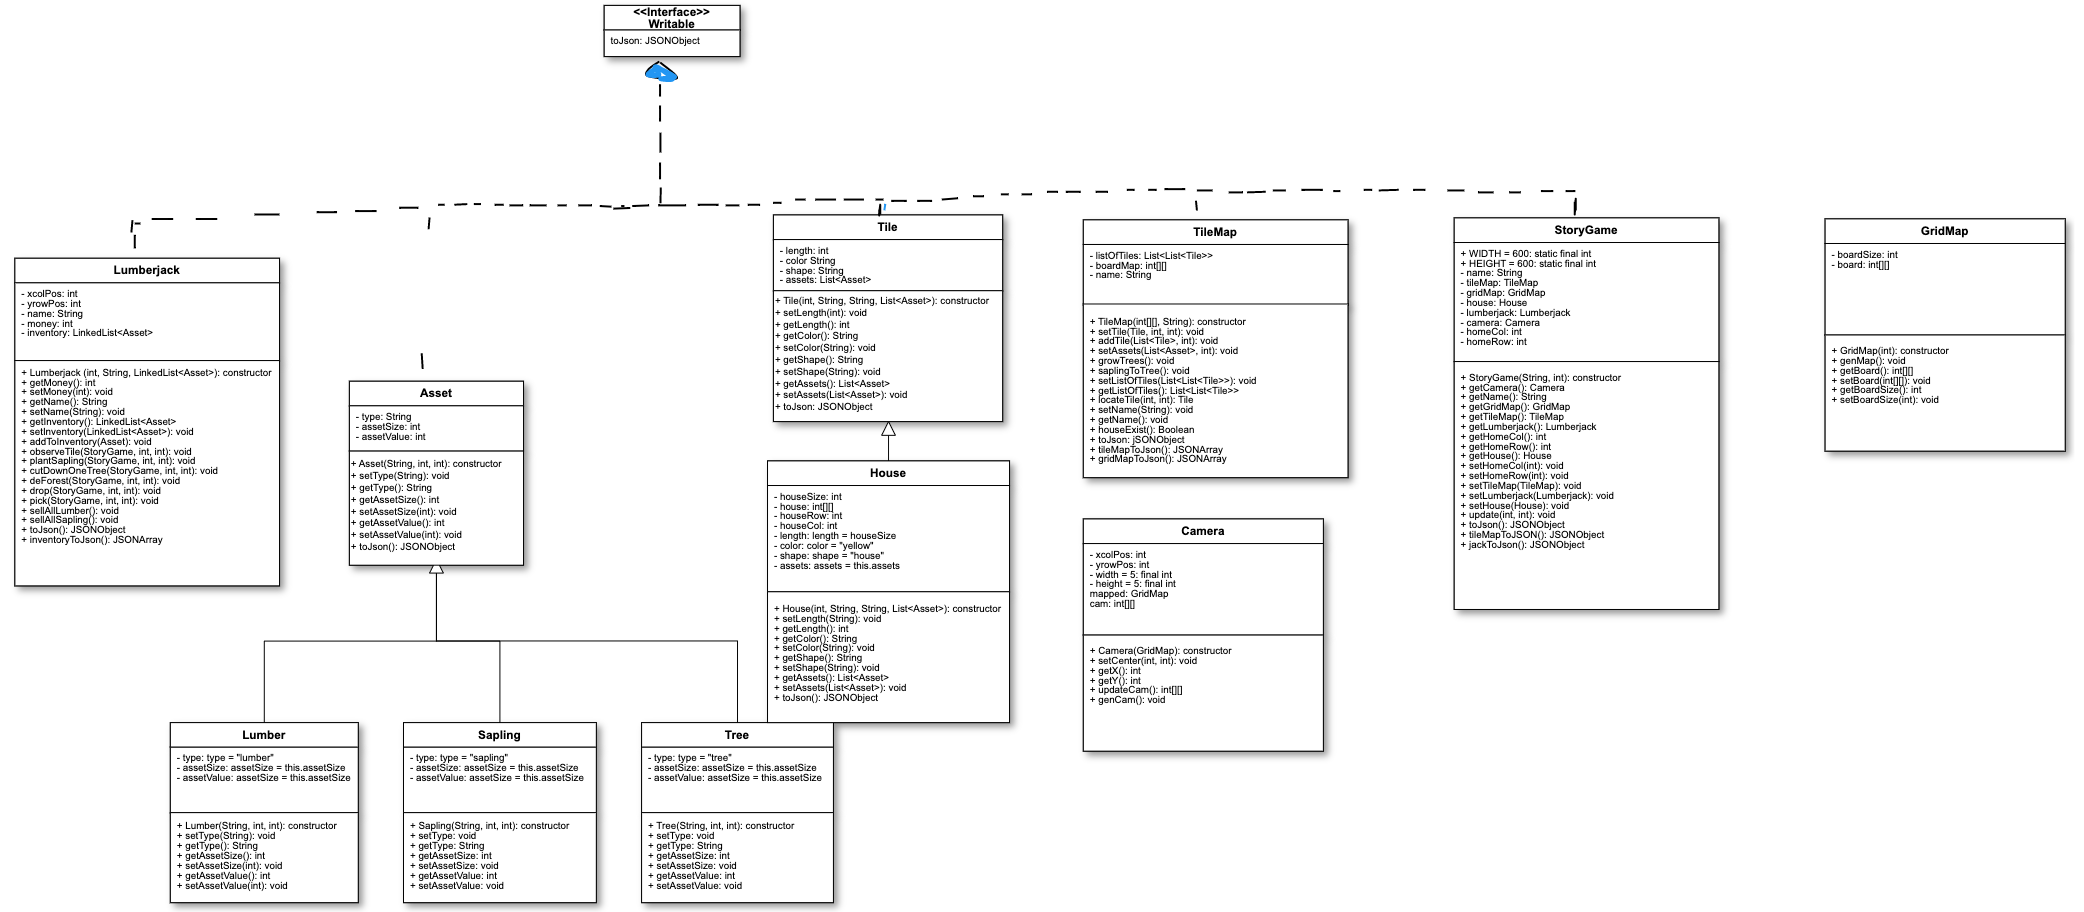 <<Interface>>
Writable
toJson: JSONObject
Lumberjack
- xcolPos: int
- yrowPos: int
- name: String
- money: int
- inventory: LinkedList<Asset>
+ Lumberjack (int, String, LinkedList<Asset>): constructor
+ getMoney(): int
+ setMoney(int): void
+ getName(): String
+ setName(String): void
+ getInventory(): LinkedList<Asset>
+ setInventory(LinkedList<Asset>): void
+ addToInventory(Asset): void
+ observeTile(StoryGame, int, int): void
+ plantSapling(StoryGame, int, int): void
+ cutDownOneTree(StoryGame, int, int): void
+ deForest(StoryGame, int, int): void
+ drop(StoryGame, int, int): void
+ pick(StoryGame, int, int): void
+ sellAllLumber(): void
+ sellAllSapling(): void
+ toJson(): JSONObject
+ inventoryToJson(): JSONArray
Asset
- type: String
- assetSize: int
- assetValue: int
+ Asset(String, int, int): constructor
+ setType(String): void
+ getType(): String
+ getAssetSize(): int
+ setAssetSize(int): void
+ getAssetValue(): int
+ setAssetValue(int): void
+ toJson(): JSONObject
Tile
- length: int
- color String
- shape: String
- assets: List<Asset>
+ Tile(int, String, String, List<Asset>): constructor
+ setLength(int): void
+ getLength(): int
+ getColor(): String
+ setColor(String): void
+ getShape(): String
+ setShape(String): void
+ getAssets(): List<Asset>
+ setAssets(List<Asset>): void
+ toJson: JSONObject
House
- houseSize: int
- house: int[][]
- houseRow: int
- houseCol: int
- length: length = houseSize
- color: color = "yellow"
- shape: shape = "house"
- assets: assets = this.assets
+ House(int, String, String, List<Asset>): constructor
+ setLength(String): void
+ getLength(): int
+ getColor(): String
+ setColor(String): void
+ getShape(): String
+ setShape(String): void
+ getAssets(): List<Asset>
+ setAssets(List<Asset>): void
+ toJson(): JSONObject
TileMap
- listOfTiles: List<List<Tile>>
- boardMap: int[][]
- name: String
+ TileMap(int[][], String): constructor
+ setTile(Tile, int, int): void
+ addTile(List<Tile>, int): void
+ setAssets(List<Asset>, int): void
+ growTrees(): void
+ saplingToTree(): void
+ setListOfTiles(List<List<Tile>>): void
+ getListOfTiles(): List<List<Tile>>
+ locateTile(int, int): Tile
+ setName(String): void
+ getName(): void
+ houseExist(): Boolean
+ toJson: jSONObject
+ tileMapToJson(): JSONArray
+ gridMapToJson(): JSONArray
Camera
- xcolPos: int
- yrowPos: int
- width = 5: final int
- height = 5: final int
mapped: GridMap
cam: int[][]
+ Camera(GridMap): constructor
+ setCenter(int, int): void
+ getX(): int
+ getY(): int
+ updateCam(): int[][]
+ genCam(): void
StoryGame
+ WIDTH = 600: static final int
+ HEIGHT = 600: static final int
- name: String
- tileMap: TileMap
- gridMap: GridMap
- house: House
- lumberjack: Lumberjack
- camera: Camera
- homeCol: int
- homeRow: int
+ StoryGame(String, int): constructor
+ getCamera(): Camera
+ getName(): String
+ getGridMap(): GridMap
+ getTileMap(): TileMap
+ getLumberjack(): Lumberjack
+ getHomeCol(): int
+ getHomeRow(): int
+ getHouse(): House
+ setHomeCol(int): void
+ setHomeRow(int): void
+ setTileMap(TileMap): void
+ setLumberjack(Lumberjack): void
+ setHouse(House): void
+ update(int, int): void
+ toJson(): JSONObject
+ tileMapToJSON(): JSONObject
+ jackToJson(): JSONObject
GridMap
- boardSize: int
- board: int[][]
+ GridMap(int): constructor
+ genMap(): void
+ getBoard(): int[][]
+ setBoard(int[][]): void
+ getBoardSize(): int
+ setBoardSize(int): void
Lumber
- type: type = "lumber"
- assetSize: assetSize = this.assetSize
- assetValue: assetSize = this.assetSize
+ Lumber(String, int, int): constructor
+ setType(String): void
+ getType(): String
+ getAssetSize(): int
+ setAssetSize(int): void
+ getAssetValue(): int
+ setAssetValue(int): void
Sapling
- type: type = "sapling"
- assetSize: assetSize = this.assetSize
- assetValue: assetSize = this.assetSize
+ Sapling(String, int, int): constructor
+ setType: void
+ getType: String
+ getAssetSize: int
+ setAssetSize: void
+ getAssetValue: int
+ setAssetValue: void
Tree
- type: type = "tree"
- assetSize: assetSize = this.assetSize
- assetValue: assetSize = this.assetSize
+ Tree(String, int, int): constructor
+ setType: void
+ getType: String
+ getAssetSize: int
+ setAssetSize: void
+ getAssetValue: int
+ setAssetValue: void